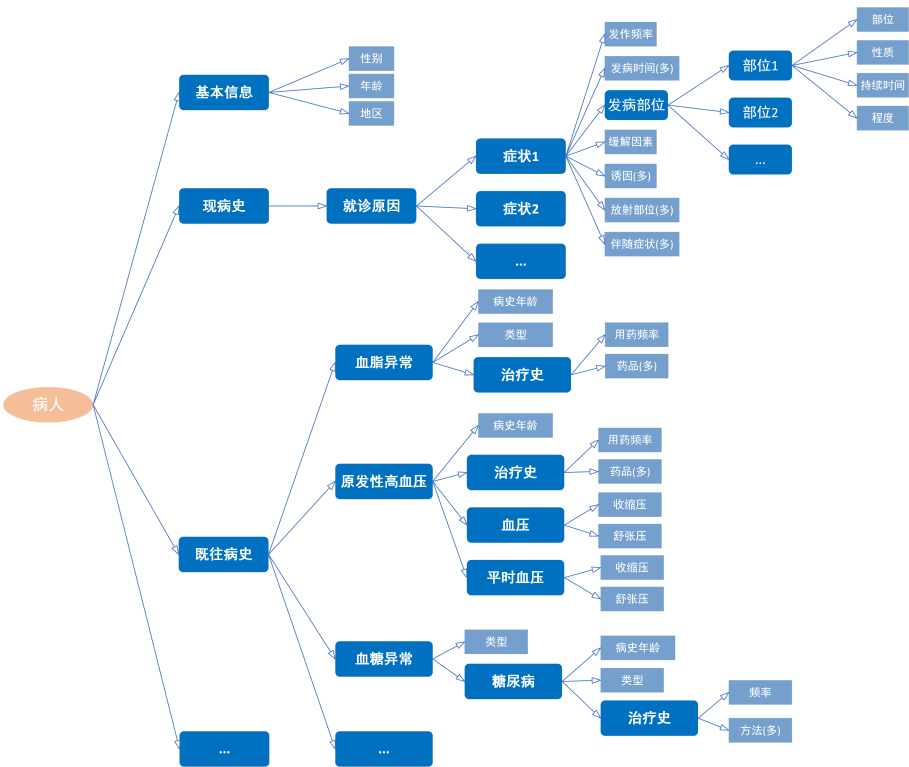 病人
基本信息
性别
年龄
地区
现病史
就诊原因
症状1
发作频率
发病时间(多)
发病部位
部位1
部位
性质
持续时间
程度
部位2
...
缓解因素
诱因(多)
放射部位(多)
伴随症状(多)
症状2
...
既往病史
血脂异常
病史年龄
类型
治疗史
用药频率
药品(多)
原发性高血压
病史年龄
治疗史
用药频率
药品(多)
血压
收缩压
舒张压
平时血压
收缩压
舒张压
血糖异常
类型
糖尿病
病史年龄
类型
治疗史
频率
方法(多)
...
...